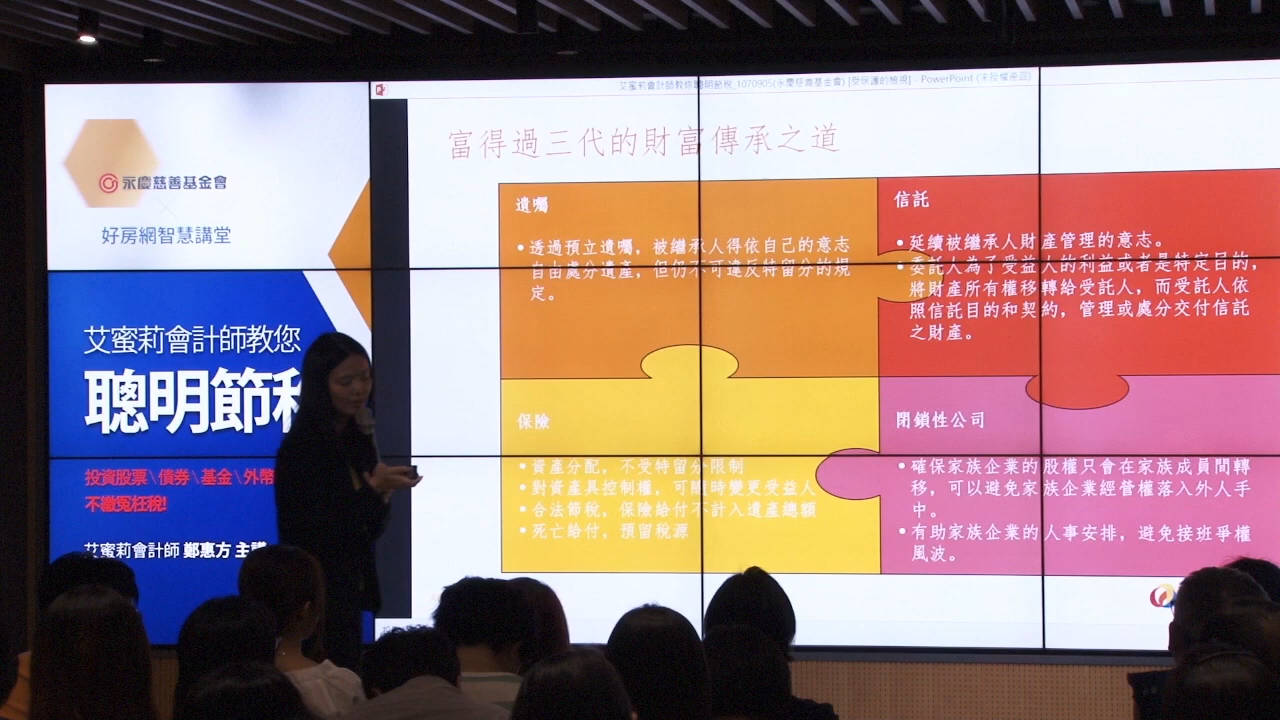 艾蜜莉會計師教你聰明節稅_1070905(永慶慈善基金會) [受保護的檢視] - PowerPoint (未授權產品)
永慶慈善基金會
好房網智慧講堂
艾蜜莉會計師教您
聰明節稅
投資股票\債券\基金\外幣
不繳冤枉稅!
艾蜜莉會計師 鄭惠方 主講
富得過三代的財富傳承之道
遺囑
• 透過預立遺囑，被繼承人得依自己的意志
自由處分遺產，但仍不可違反特留分的規
定。
信託
• 延續被繼承人財產管理的意志。
• 委託人為了受益人的利益或者是特定目的，
將財產所有權移轉給受託人，而受託人依
照信託目的和契約，管理或處分交付信託
之財產。
保險
• 資產分配，不受特留分限制
• 對資產具控制權，可隨時變更受益人
• 合法節稅，保險給付不計入遺產總額
• 死亡給付，預留稅源
閉鎖性公司
• 確保家族企業的股權只會在家族成員間轉
移，可以避免家族企業經營權落入外人手
中。
• 有助家族企業的人事安排，避免接班爭權
風波。